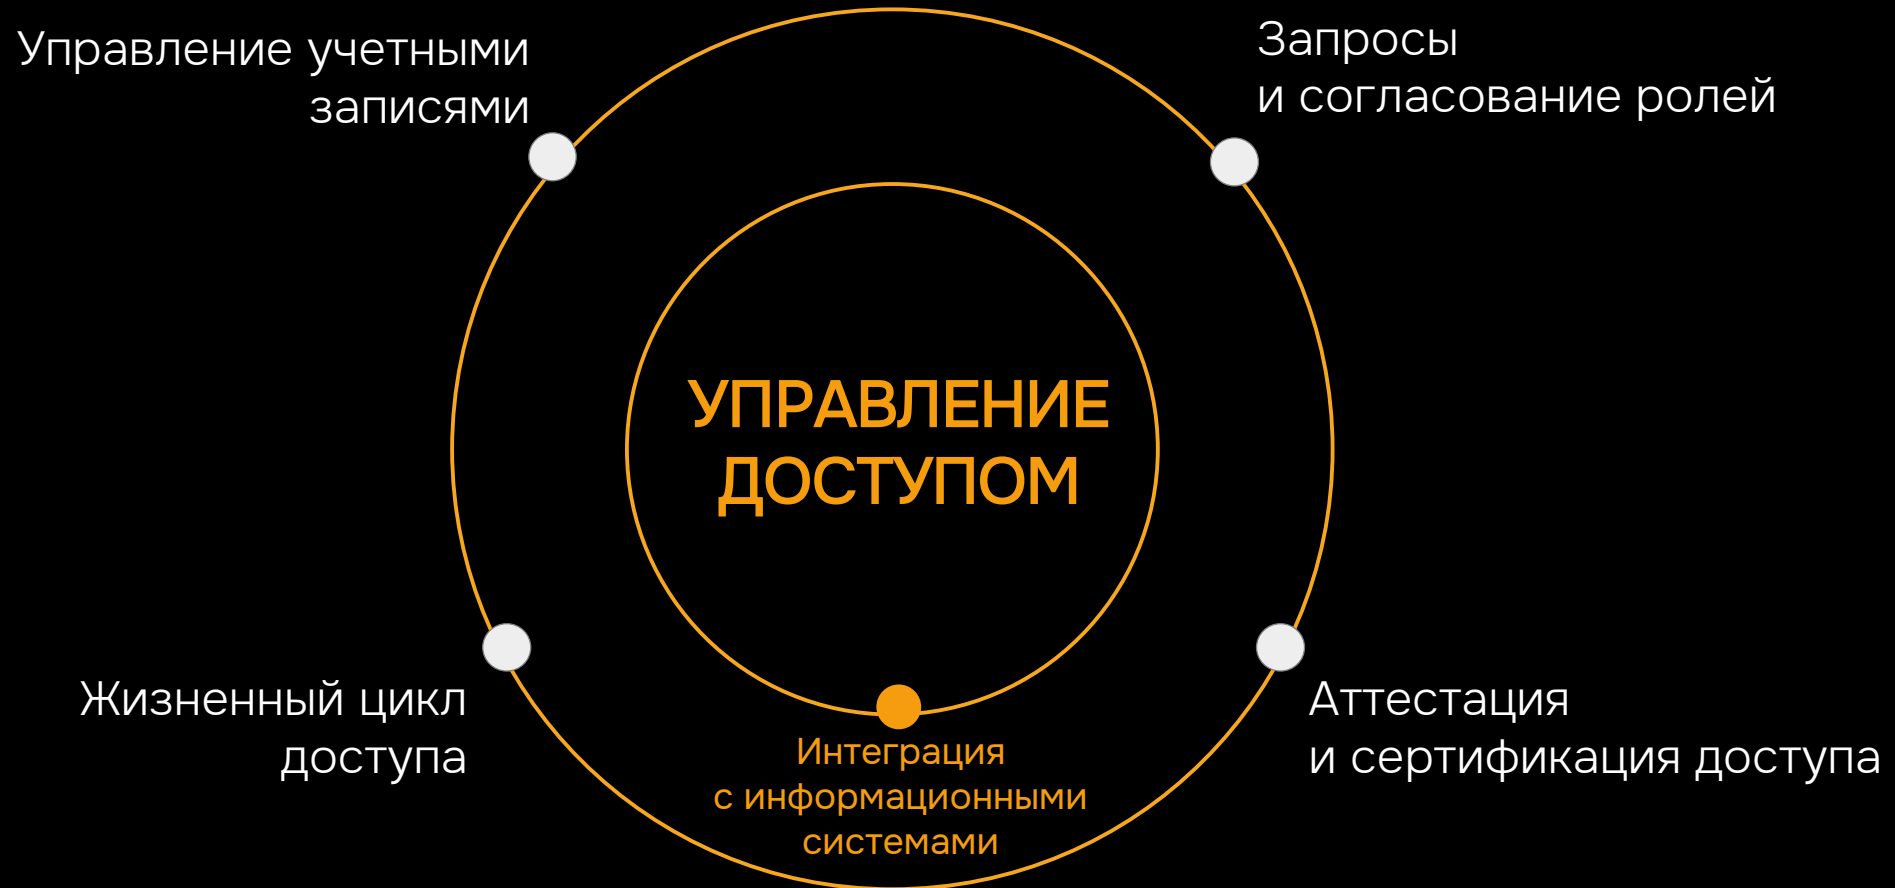 Управление учетными
записями
Запросы
и согласование ролей
УПРАВЛЕНИЕ
ДОСТУПОМ
Жизненный цикл
доступа
Интеграция
с информационными
системами
Аттестация
и сертификация доступа